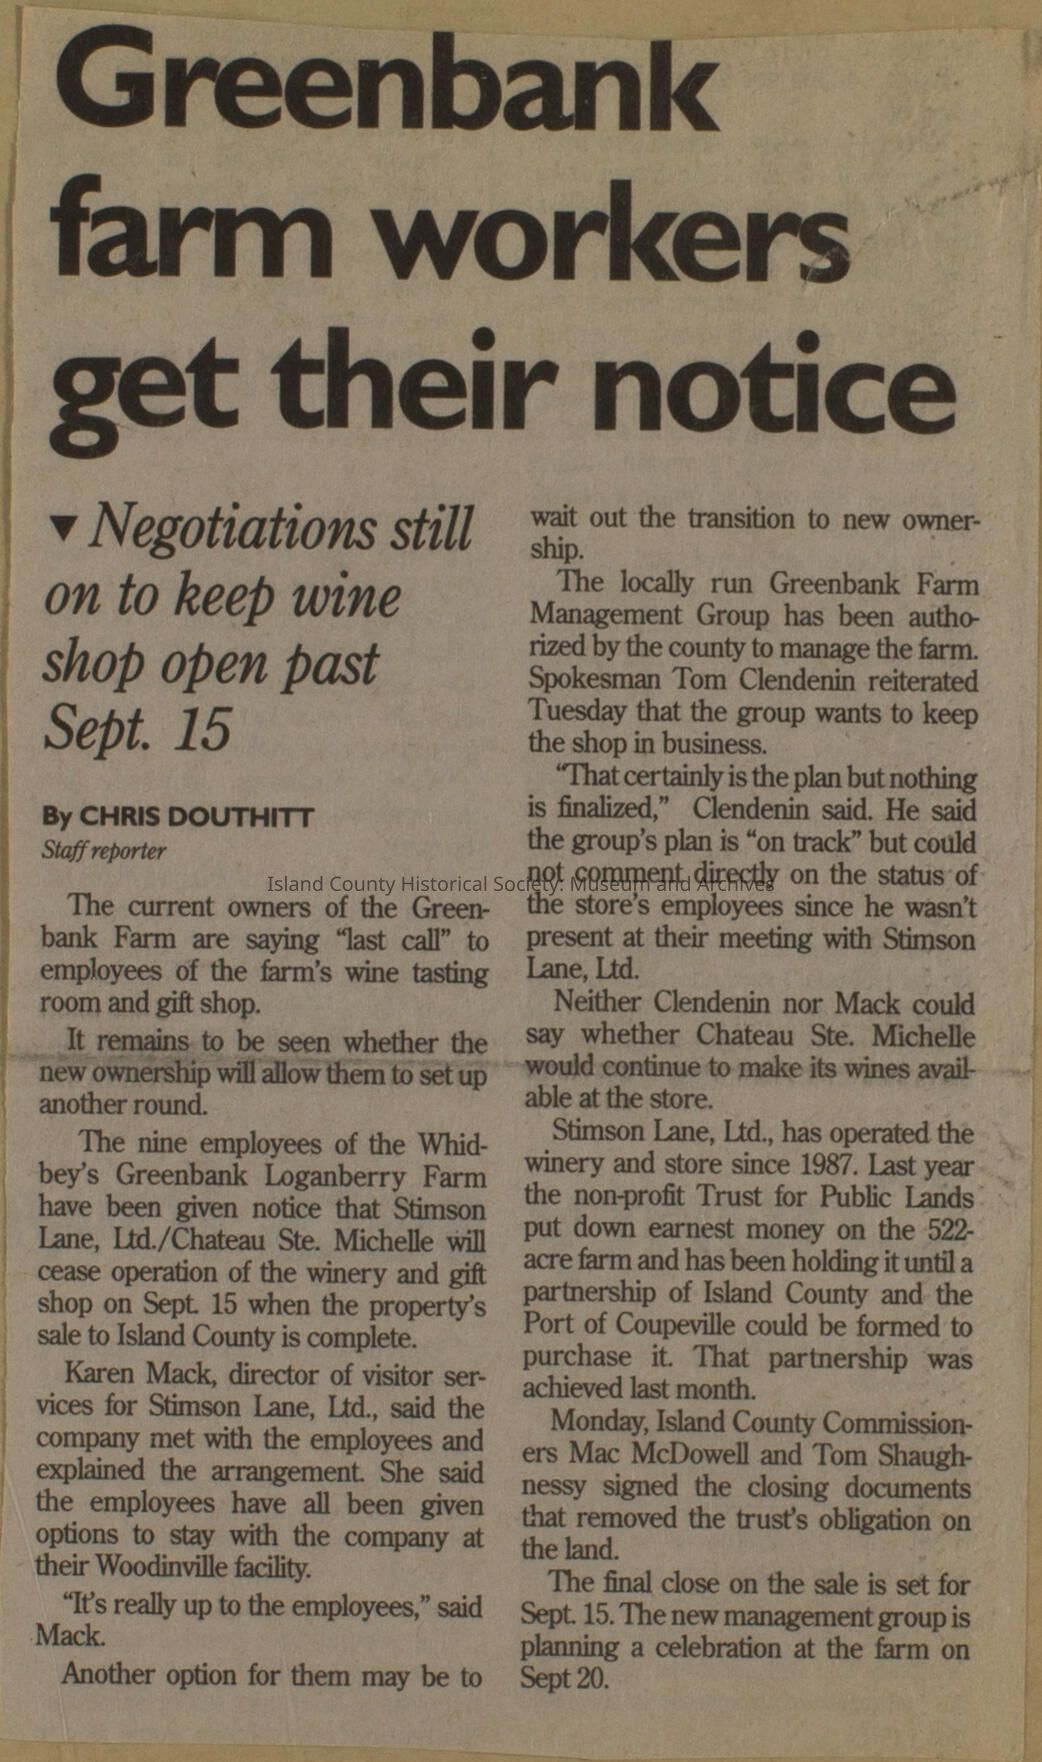 Greenbank
farm workers
get their notice
▼ Negotiations still
on to keep wine
shop open past
Sept. 15
By CHRIS DOUTHITT
Staff reporter
The current owners of the Green-
bank Farm are saying “last call” to
employees of the farm’s wine tasting
room and gift shop.
It remains to be seen whether the
new ownership will allow them to set up
another round.
The nine employees of the Whid-
bey’s Greenbank Loganberry Farm
have been given notice that Stimson
Lane, Ltd./Chateau Ste. Michelle will
cease operation of the winery and gift
shop on Sept. 15 when the property’s
sale to Island County is complete.
Karen Mack, director of visitor ser-
vices for Stimson Lane, Ltd., said the
company met with the employees and
explained the arrangement. She said
the employees have all been given
options to stay with the company at
their Woodinville facility.
“It’s really up to the employees,” said
Mack.
Another option for them may be to
wait out the transition to new owner-
ship.
The locally run Greenbank Farm
Management Group has been autho-
rized by the county to manage the farm.
Spokesman Tom Clendenin reiterated
Tuesday that the group wants to keep
the shop in business.
“That certainly is the plan but nothing
is finalized,” Clendenin said. He said
the group’s plan is “on track” but could
not comment directly on the status of
the store’s employees since he wasn’t
present at their meeting with Stimson
Lane, Ltd.
Neither Clendenin nor Mack could
say whether Chateau Ste. Michelle
would continue to make its wines avail-
able at the store.
Stimson Lane, Ltd., has operated the
winery and store since 1987. Last year
the non-profit Trust for Public Lands
put down earnest money on the 522-
acre farm and has been holding it until a
partnership of Island County and the
Port of Coupeville could be formed to
purchase it. That partnership was
achieved last month.
Monday, Island County Commission-
ers Mac McDowell and Tom Shaugh-
nessy signed the closing documents
that removed the trust’s obligation on
the land.
The final close on the sale is set for
Sept. 15. The new management group is
planning a celebration at the farm on
Sept 20.
Island County Historical Society: Museum and Archives